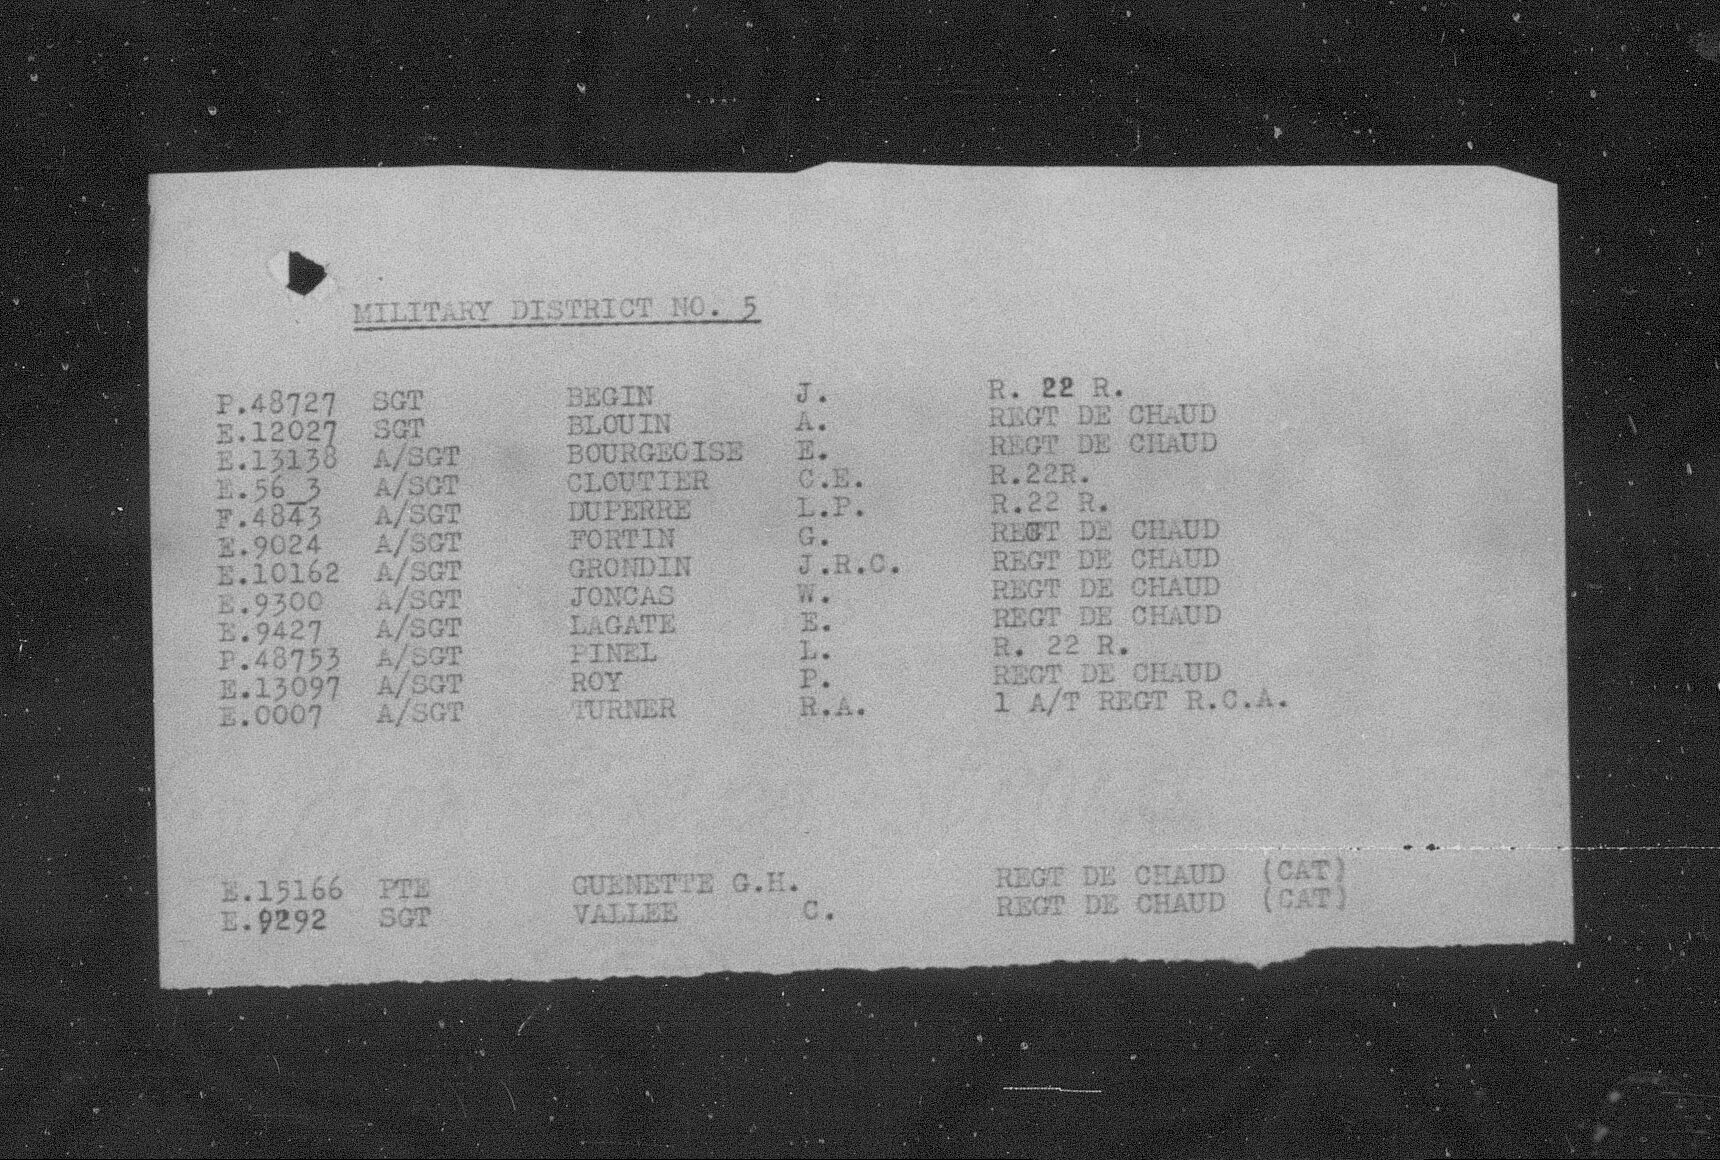 MILITARY DISTRICT NO. 5
P.48727 SGT BEGIN J. R. 22 R.
E.12027 SGT BLOUIN A. REGT DE CHAUD
E.13138 A/SGT BOURGEOISE E. REGT DE CHAUD
E.56_3 A/SGT CLOUTIER C.E. R.22R.
F.4843 A/SGT DUPERRE L.P. R.22 R.
E.9024 A/SGT FORTIN G. REGT DE CHAUD
E.10162 A/SGT GRONDIN J.R.C. REGT DE CHAUD
E.9300 A/SGT JONCAS W. REGT DE CHAUD
E.9427 A/SGT LAGATE E. REGT DE CHAUD
P.48753 A/SGT PINEL L. R. 22 R.
E.13097 A/SGT ROY P. REGT DE CHAUD
E.0007 A/SGT TURNER R.A. 1 A/T REGT R.C.A.
E.15166 PTE GUENETTE G.H. REGT DE CHAUD (CAT)
E.9292 SGT VALLEE C. REGT DE CHAUD (CAT)